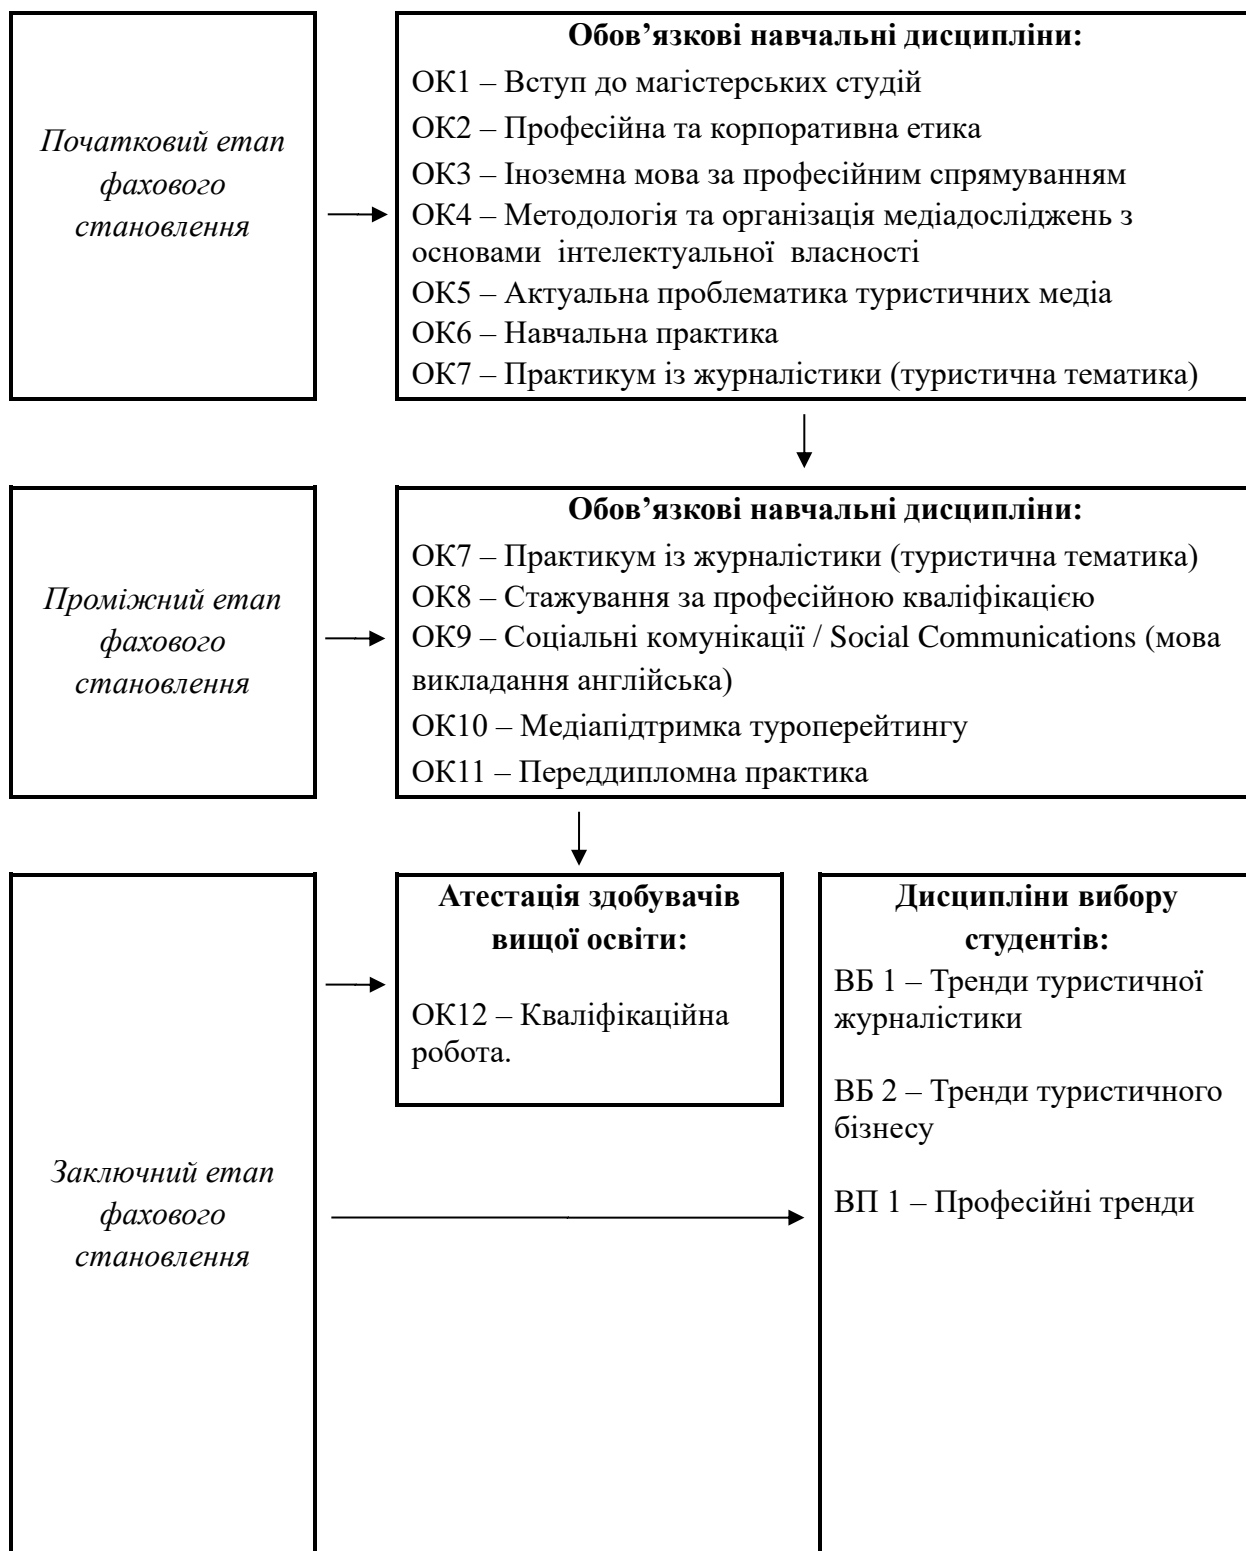 Початковий етап
фахового
становлення
Обов’язкові навчальні дисципліни:
ОК1 – Вступ до магістерських студій
ОК2 – Професійна та корпоративна етика
ОК3 – Іноземна мова за професійним спрямуванням
ОК4 – Методологія та організація медіадосліджень з
основами інтелектуальної власності
ОК5 – Актуальна проблематика туристичних медіа
ОК6 – Навчальна практика
ОК7 – Практикум із журналістики (туристична тематика)
Проміжний етап
фахового
становлення
Обов’язкові навчальні дисципліни:
ОК7 – Практикум із журналістики (туристична тематика)
ОК8 – Стажування за професійною кваліфікацією
ОК9 – Соціальні комунікації / Social Communications (мова
викладання англійська)
ОК10 – Медіапідтримка туроперейтингу
ОК11 – Переддипломна практика
Заключний етап
фахового
становлення
Атестація здобувачів
вищої освіти:
ОК12 – Кваліфікаційна
робота.
Дисципліни вибору
студентів:
ВБ 1 – Тренди туристичної
журналістики
ВБ 2 – Тренди туристичного
бізнесу
ВП 1 – Професійні тренди